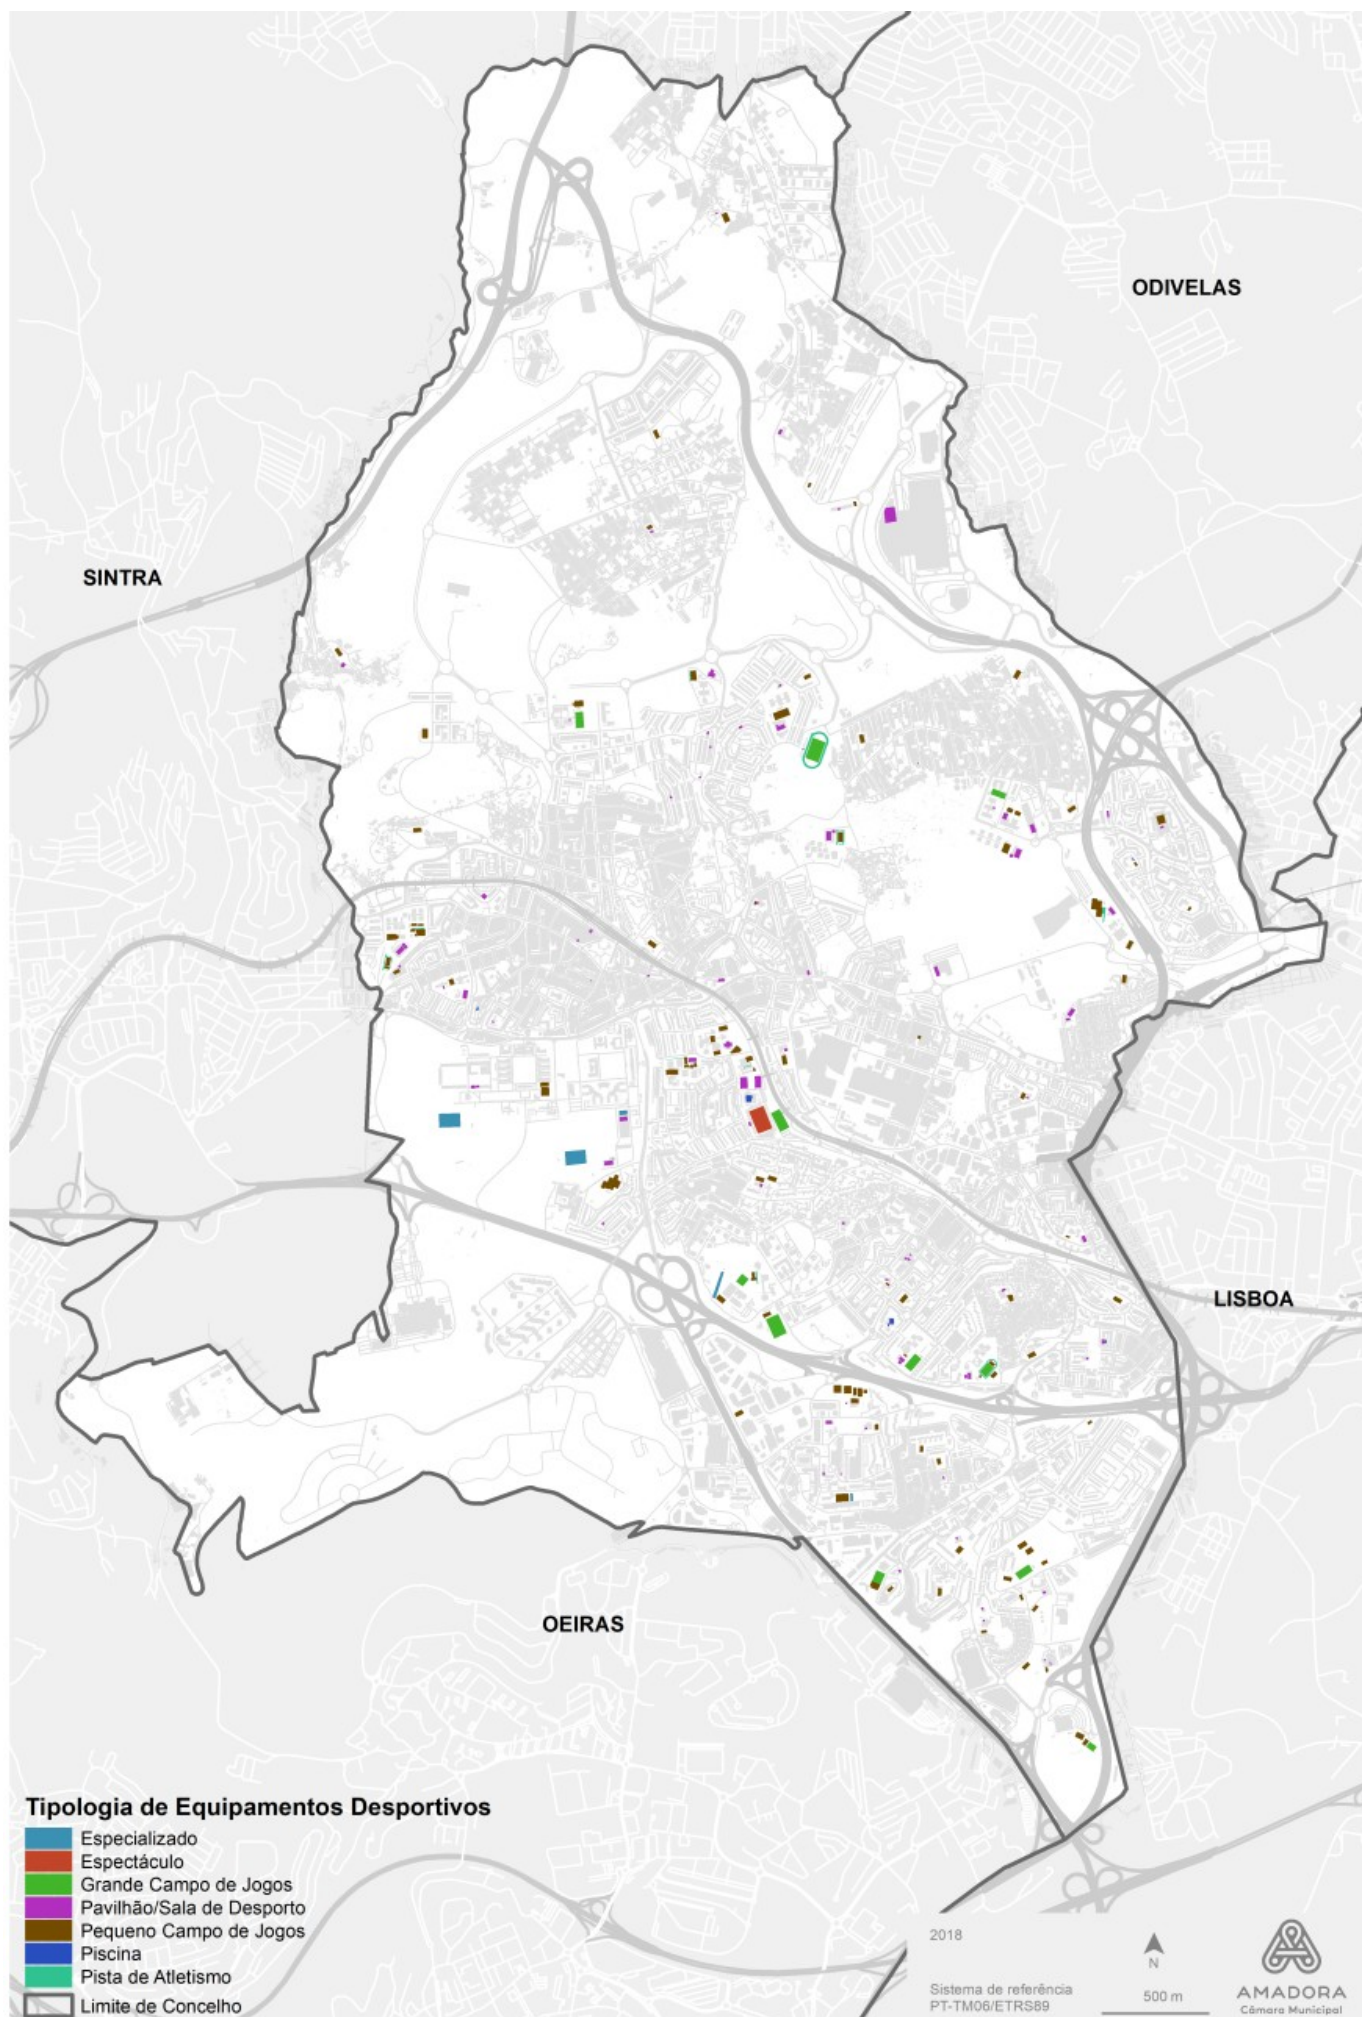 ODIVELAS
SINTRA
LISBOA
OEIRAS
Tipologia de Equipamentos Desportivos
Especializado
Espectáculo
Grande Campo de Jogos
Pavilhão/Sala de Desporto
Pequeno Campo de Jogos
Piscina
Pista de Atletismo
Limite de Concelho
2018
N
Sistema de referência
PT-TM06/ETRS89
500 m
AMADORA
Câmara Municipal